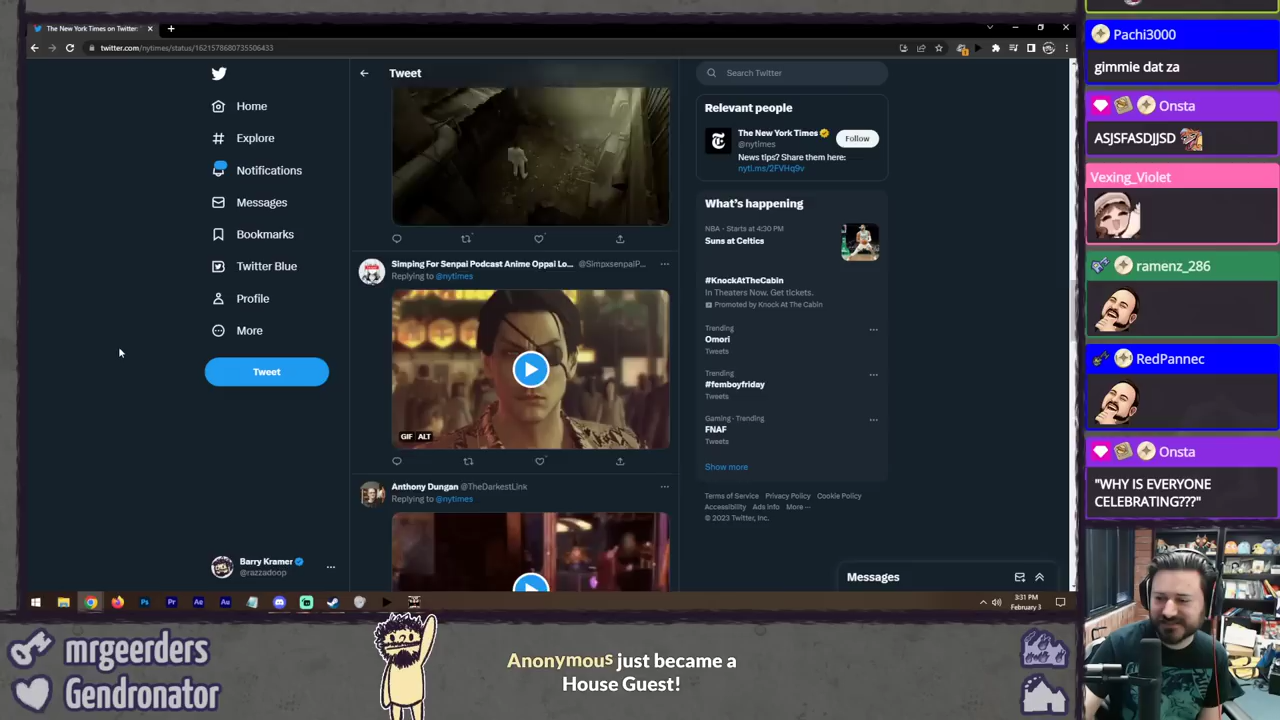 The New York Times on Twitter:
twitter.com/nytimes/status/1621578680735506433
Home
Explore
Notifications
Messages
Bookmarks
Twitter Blue
Profile
More
Tweet
Barry Kramer
@razzadoop
Tweet
Simping For Senpai Podcast Anime Oppai Lo... @SimpxsenpaiP...
Replying to @nytimes
GIF ALT
Anthony Dungan @TheDarkestLink
Replying to @nytimes
Search Twitter
Relevant people
The New York Times
@nytimes
Follow
News tips? Share them here:
nyti.ms/2FVHq9v
What's happening
NBA · Starts at 4:30 PM
Suns at Celtics
#KnockAtTheCabin
In Theaters Now. Get tickets.
Promoted by Knock At The Cabin
Trending
Omori
Tweets
Trending
#femboyfriday
Tweets
Gaming · Trending
FNAF
Tweets
Show more
Terms of Service Privacy Policy Cookie Policy
Accessibility Ads Info More ...
© 2023 Twitter, Inc.
Messages
3:31 PM
February 3
Pachi3000
gimmie dat za
Onsta
ASJSFASDJJSD
Vexing_Violet
ramenz_286
RedPannec
Onsta
"WHY IS EVERYONE
CELEBRATING???"
mrgeerders
Gendronator
Anonymous just became a
House Guest!